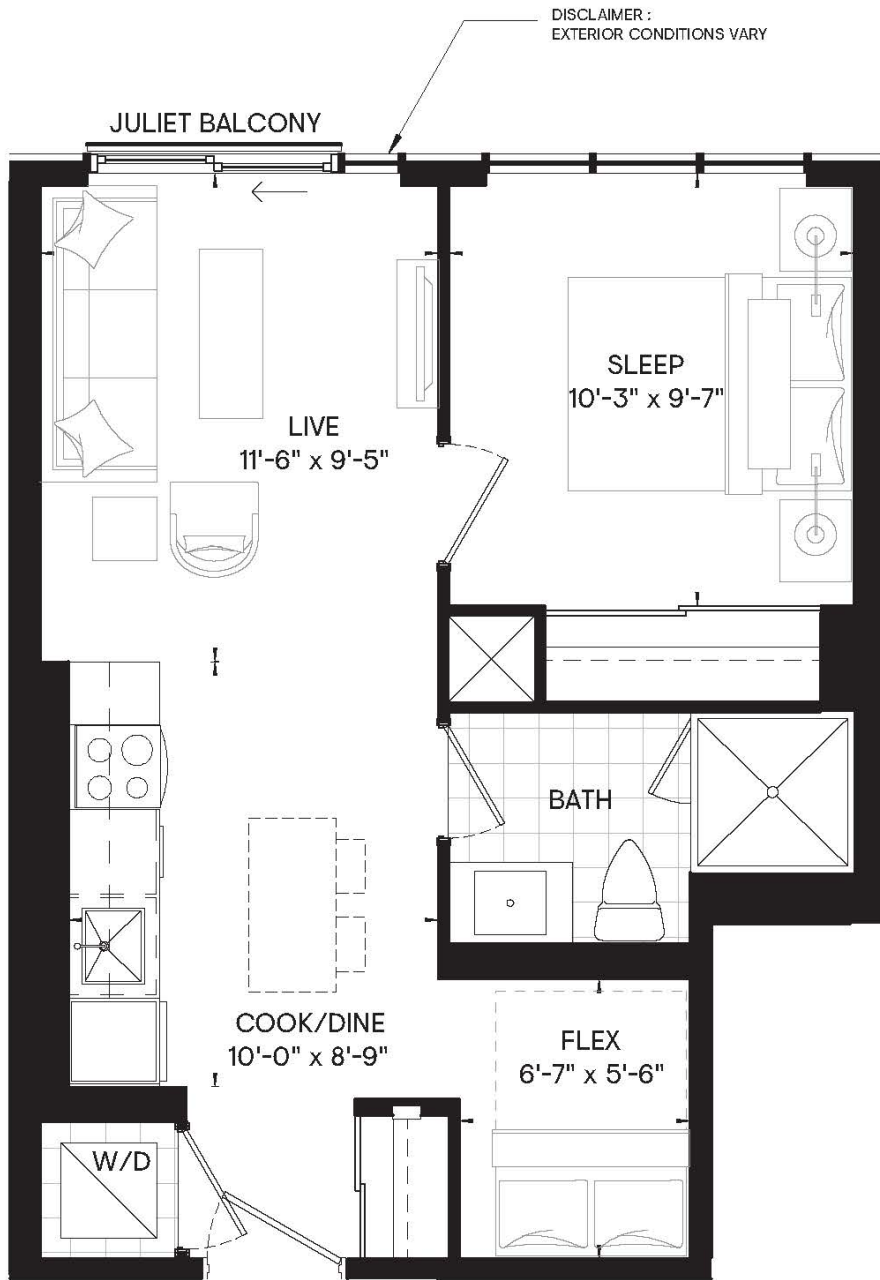 DISCLAIMER :
EXTERIOR CONDITIONS VARY
JULIET BALCONY
SLEEP
10'-3" x 9'-7"
LIVE
11'-6" x 9'-5"
BATH
COOK/DINE
10'-0" x 8'-9"
FLEX
6'-7" x 5'-6"
W/D